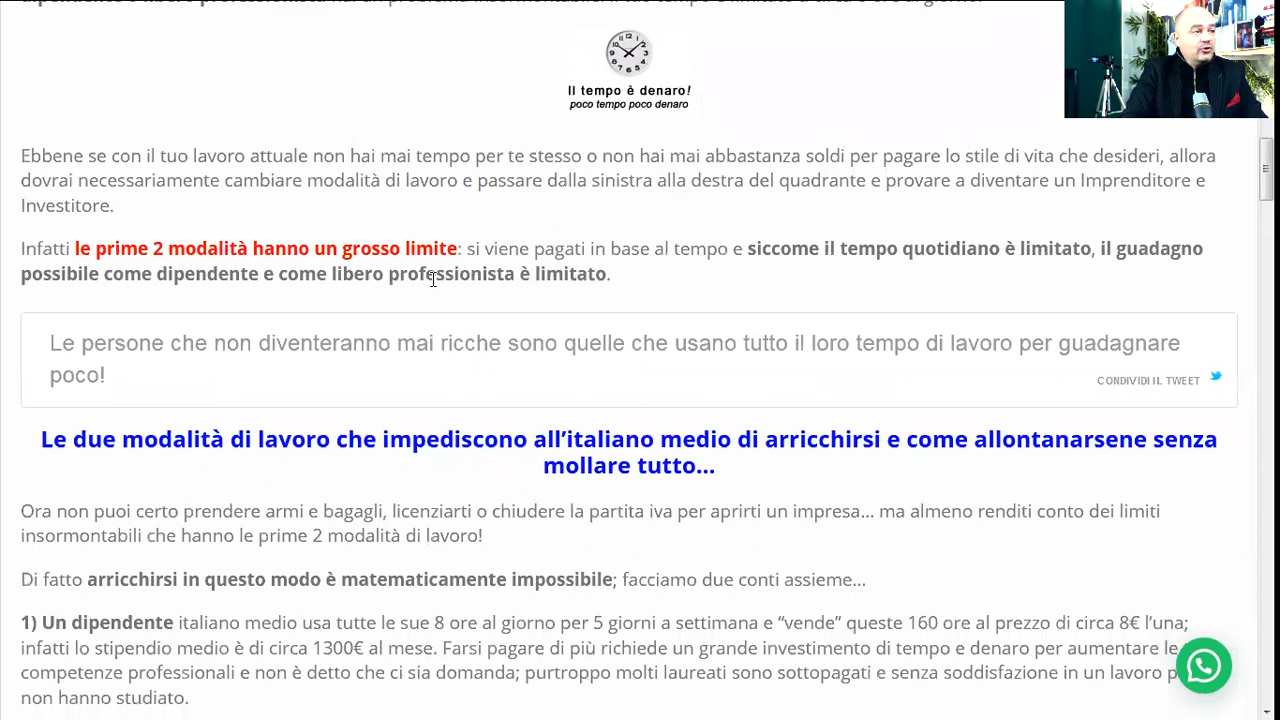 Il tempo è denaro!
poco tempo poco denaro
Ebbene se con il tuo lavoro attuale non hai mai tempo per te stesso o non hai mai abbastanza soldi per pagare lo stile di vita che desideri, allora
dovrai necessariamente cambiare modalità di lavoro e passare dalla sinistra alla destra del quadrante e provare a diventare un Imprenditore e
Investitore.
Infatti le prime 2 modalità hanno un grosso limite: si viene pagati in base al tempo e siccome il tempo quotidiano è limitato, il guadagno
possibile come dipendente e come libero professionista è limitato.
Le persone che non diventeranno mai ricche sono quelle che usano tutto il loro tempo di lavoro per guadagnare
poco!
CONDIVIDI IL TWEET
Le due modalità di lavoro che impediscono all’italiano medio di arricchirsi e come allontanarsene senza
mollare tutto…
Ora non puoi certo prendere armi e bagagli, licenziarti o chiudere la partita iva per aprirti un impresa… ma almeno renditi conto dei limiti
insormontabili che hanno le prime 2 modalità di lavoro!
Di fatto arricchirsi in questo modo è matematicamente impossibile; facciamo due conti assieme…
1) Un dipendente italiano medio usa tutte le sue 8 ore al giorno per 5 giorni a settimana e “vende” queste 160 ore al prezzo di circa 8€ l’una;
infatti lo stipendio medio è di circa 1300€ al mese. Farsi pagare di più richiede un grande investimento di tempo e denaro per aumentare le
competenze professionali e non è detto che ci sia domanda; purtroppo molti laureati sono sottopagati e senza soddisfazione in un lavoro
non hanno studiato.